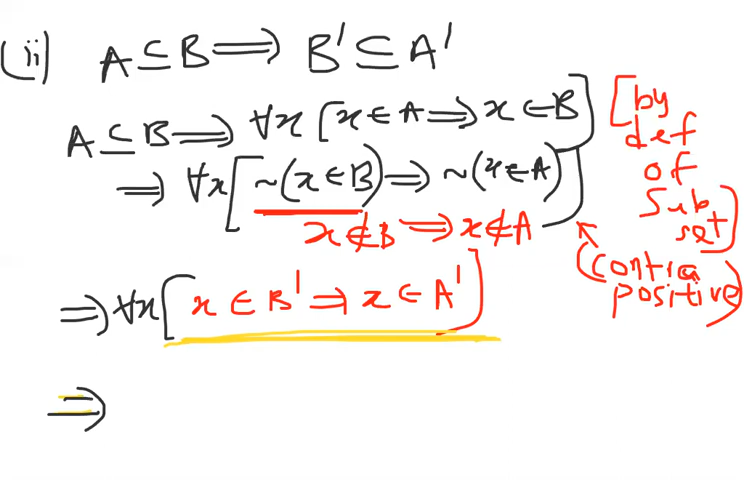 (ii) A ⊆ B ⟹ B' ⊆ A'
A ⊆ B ⟹ ∀x [x ∈ A ⟹ x ∈ B] [by def of Sub set]
⟹ ∀x [~(x ∈ B) ⟹ ~(x ∈ A)]
x ∉ B ⟹ x ∉ A (contra positive)
⟹ ∀x [x ∈ B' ⟹ x ∈ A']
⟹